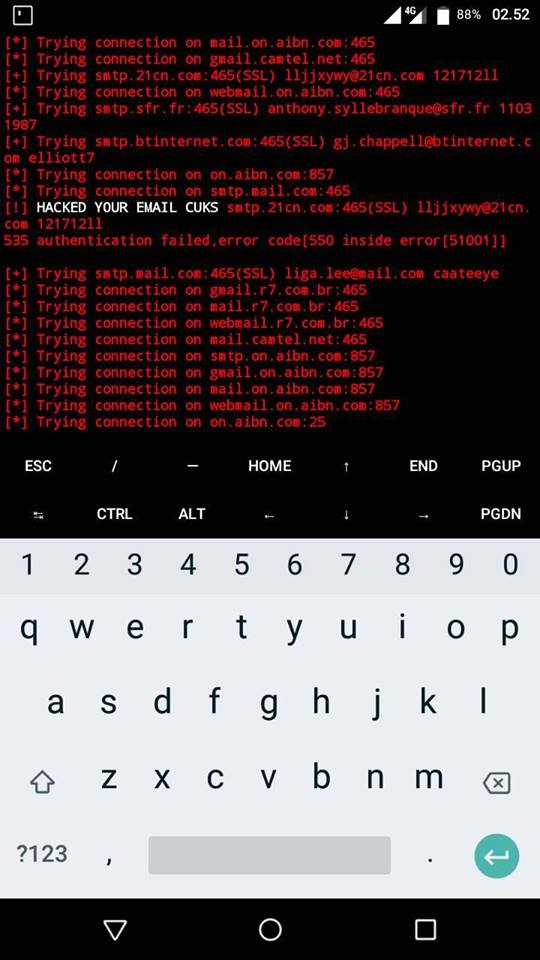 4G 88% 02.52
[*] Trying connection on mail.on.aibn.com:465
[*] Trying connection on gmail.camtel.net:465
[+] Trying smtp.21cn.com:465(SSL) lljjxywy@21cn.com 121712ll
[*] Trying connection on webmail.on.aibn.com:465
[+] Trying smtp.sfr.fr:465(SSL) anthony.syllebranque@sfr.fr 1103
1987
[+] Trying smtp.btinternet.com:465(SSL) gj.chappell@btinternet.c
om elliott7
[*] Trying connection on on.aibn.com:857
[*] Trying connection on smtp.mail.com:465
[!] HACKED YOUR EMAIL CUKS smtp.21cn.com:465(SSL) lljjxywy@21cn.
com 121712ll
535 authentication failed,error code[550 inside error[51001]]
[+] Trying smtp.mail.com:465(SSL) liga.lee@mail.com caateeye
[*] Trying connection on gmail.r7.com.br:465
[*] Trying connection on mail.r7.com.br:465
[*] Trying connection on webmail.r7.com.br:465
[*] Trying connection on mail.camtel.net:465
[*] Trying connection on smtp.on.aibn.com:857
[*] Trying connection on gmail.on.aibn.com:857
[*] Trying connection on mail.on.aibn.com:857
[*] Trying connection on webmail.on.aibn.com:857
[*] Trying connection on on.aibn.com:25
ESC / — HOME ↑ END PGUP
↹ CTRL ALT ← ↓ → PGDN
1 2 3 4 5 6 7 8 9 0
q w e r t y u i o p
a s d f g h j k l
z x c v b n m
?123 , .